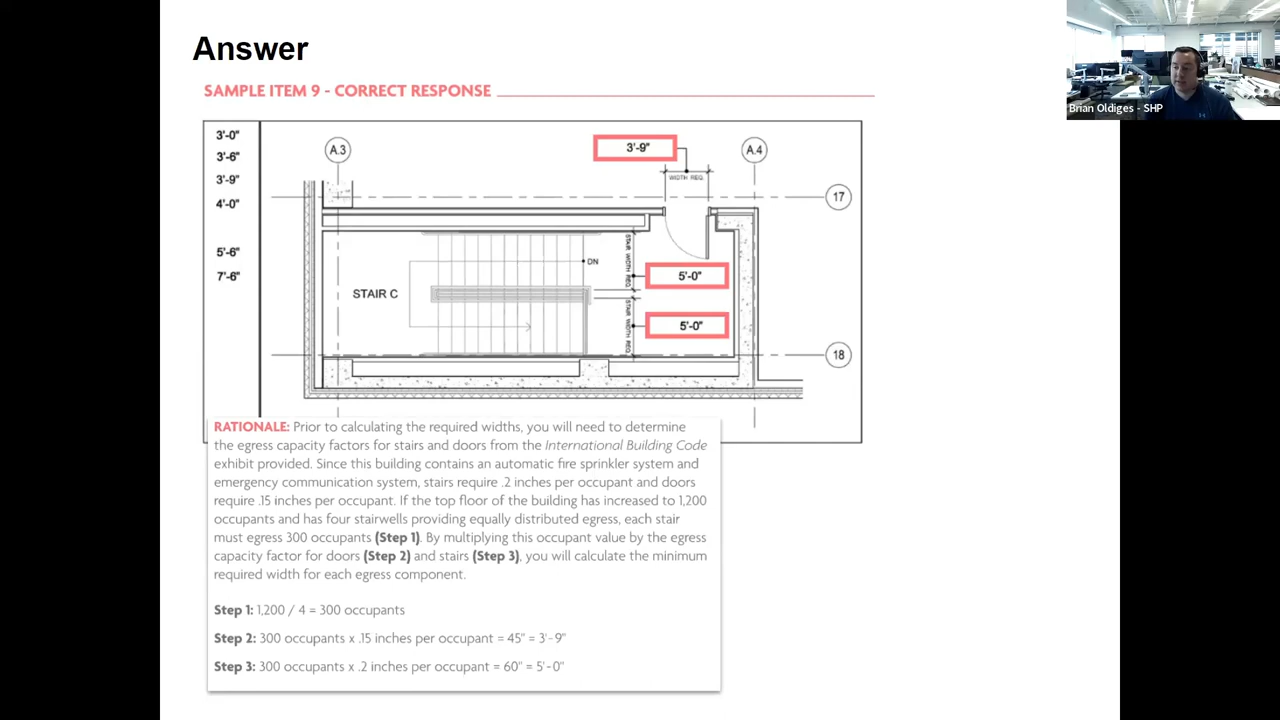 Answer
SAMPLE ITEM 9 - CORRECT RESPONSE
Brian Oldiges - SHP
3'-0"
3'-6"
3'-9"
4'-0"
5'-6"
7'-6"
A.3
3'-9"
A.4
WIDTH REQ.
17
STAIR WIDTH REQ.
DN
5'-0"
STAIR C
STAIR WIDTH REQ.
5'-0"
18
RATIONALE: Prior to calculating the required widths, you will need to determine
the egress capacity factors for stairs and doors from the International Building Code
exhibit provided. Since this building contains an automatic fire sprinkler system and
emergency communication system, stairs require .2 inches per occupant and doors
require .15 inches per occupant. If the top floor of the building has increased to 1,200
occupants and has four stairwells providing equally distributed egress, each stair
must egress 300 occupants (Step 1). By multiplying this occupant value by the egress
capacity factor for doors (Step 2) and stairs (Step 3), you will calculate the minimum
required width for each egress component.
Step 1: 1,200 / 4 = 300 occupants
Step 2: 300 occupants x .15 inches per occupant = 45" = 3'-9"
Step 3: 300 occupants x .2 inches per occupant = 60" = 5'-0"